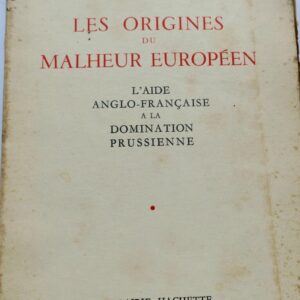 LES ORIGINES
DU
MALHEUR EUROPÉEN
L'AIDE
ANGLO-FRANÇAISE
A LA
DOMINATION
PRUSSIENNE
HACHETTE